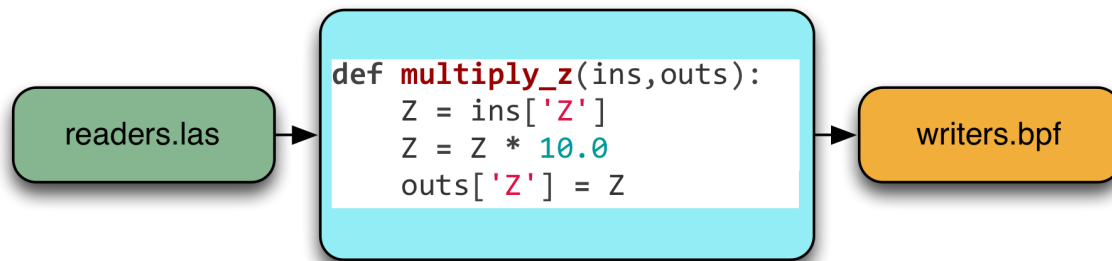 readers.las
def multiply_z(ins,outs):
    Z = ins['Z']
    Z = Z * 10.0
    outs['Z'] = Z
writers.bpf